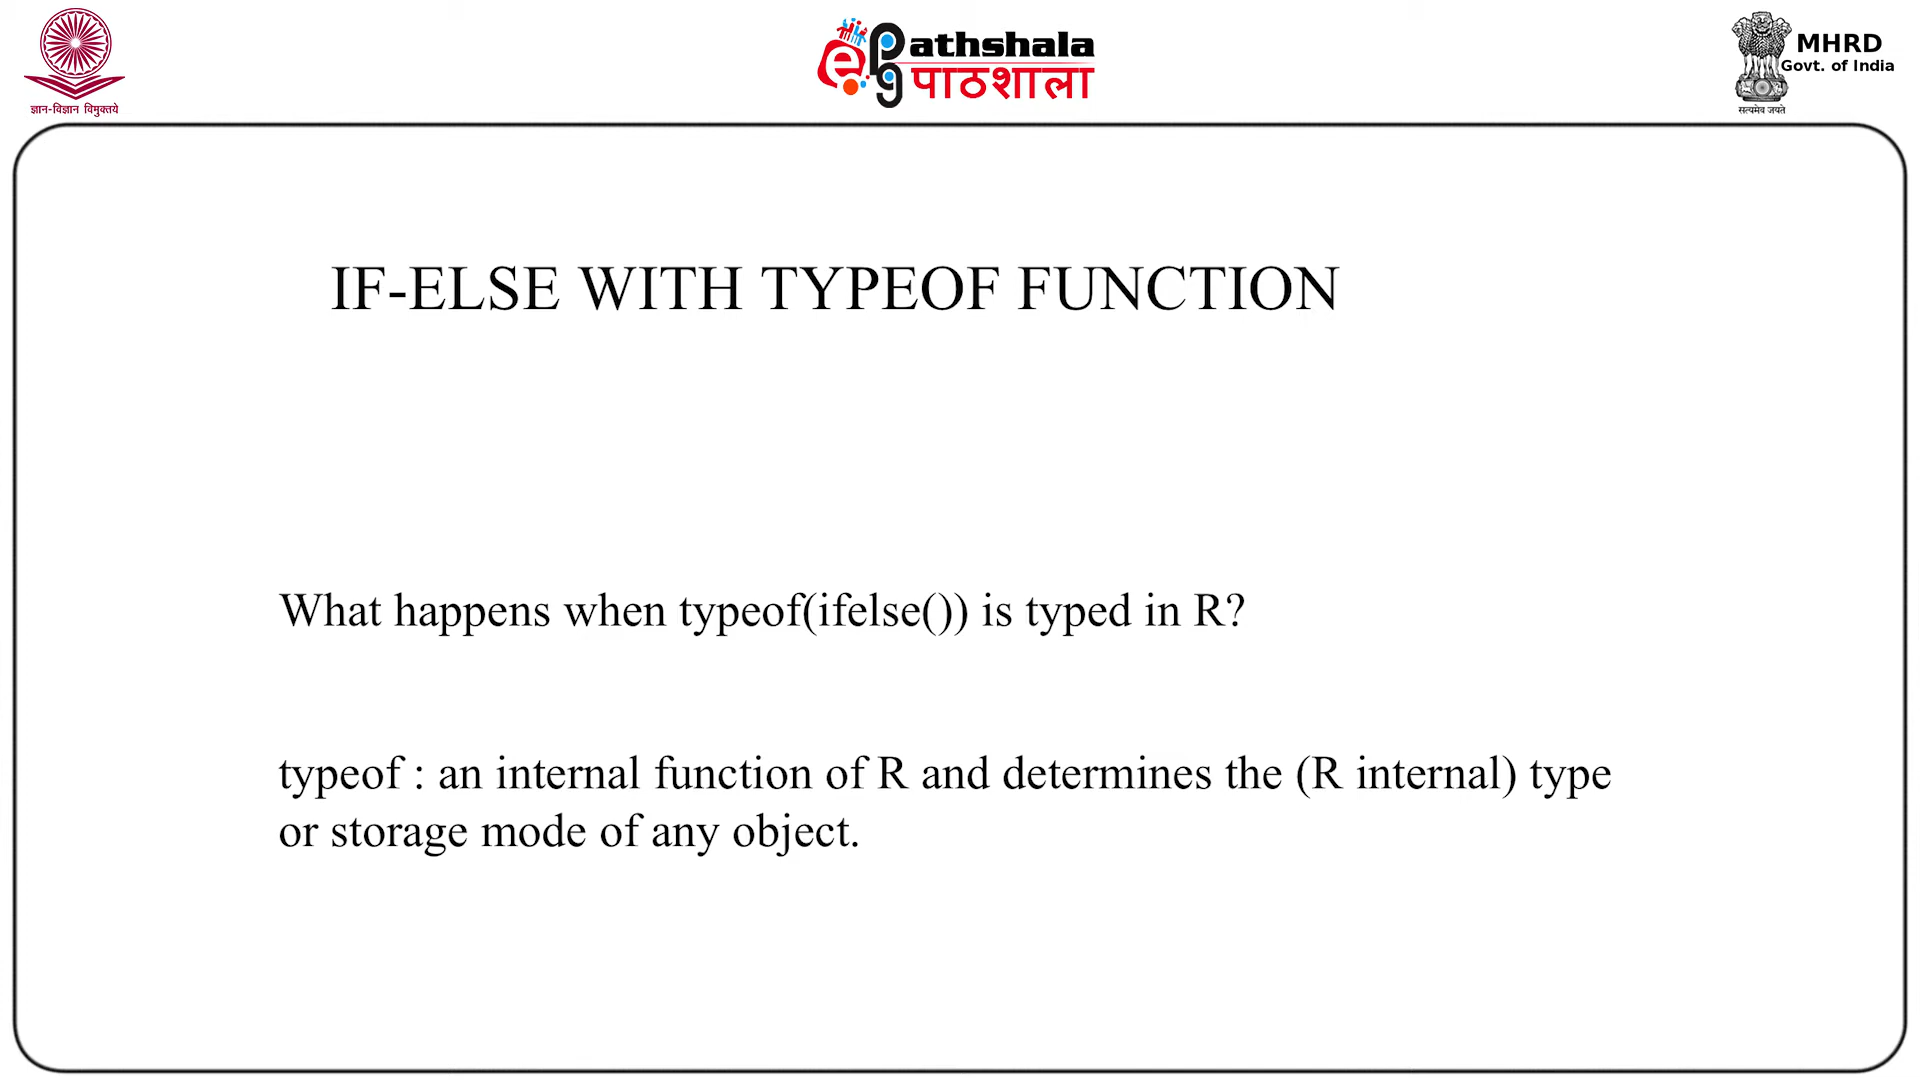 ज्ञान-विज्ञान विमुक्तये
ePathshala
पाठशाला
MHRD
Govt. of India
सत्यमेव जयते
IF-ELSE WITH TYPEOF FUNCTION
What happens when typeof(ifelse()) is typed in R?
typeof : an internal function of R and determines the (R internal) type
or storage mode of any object.